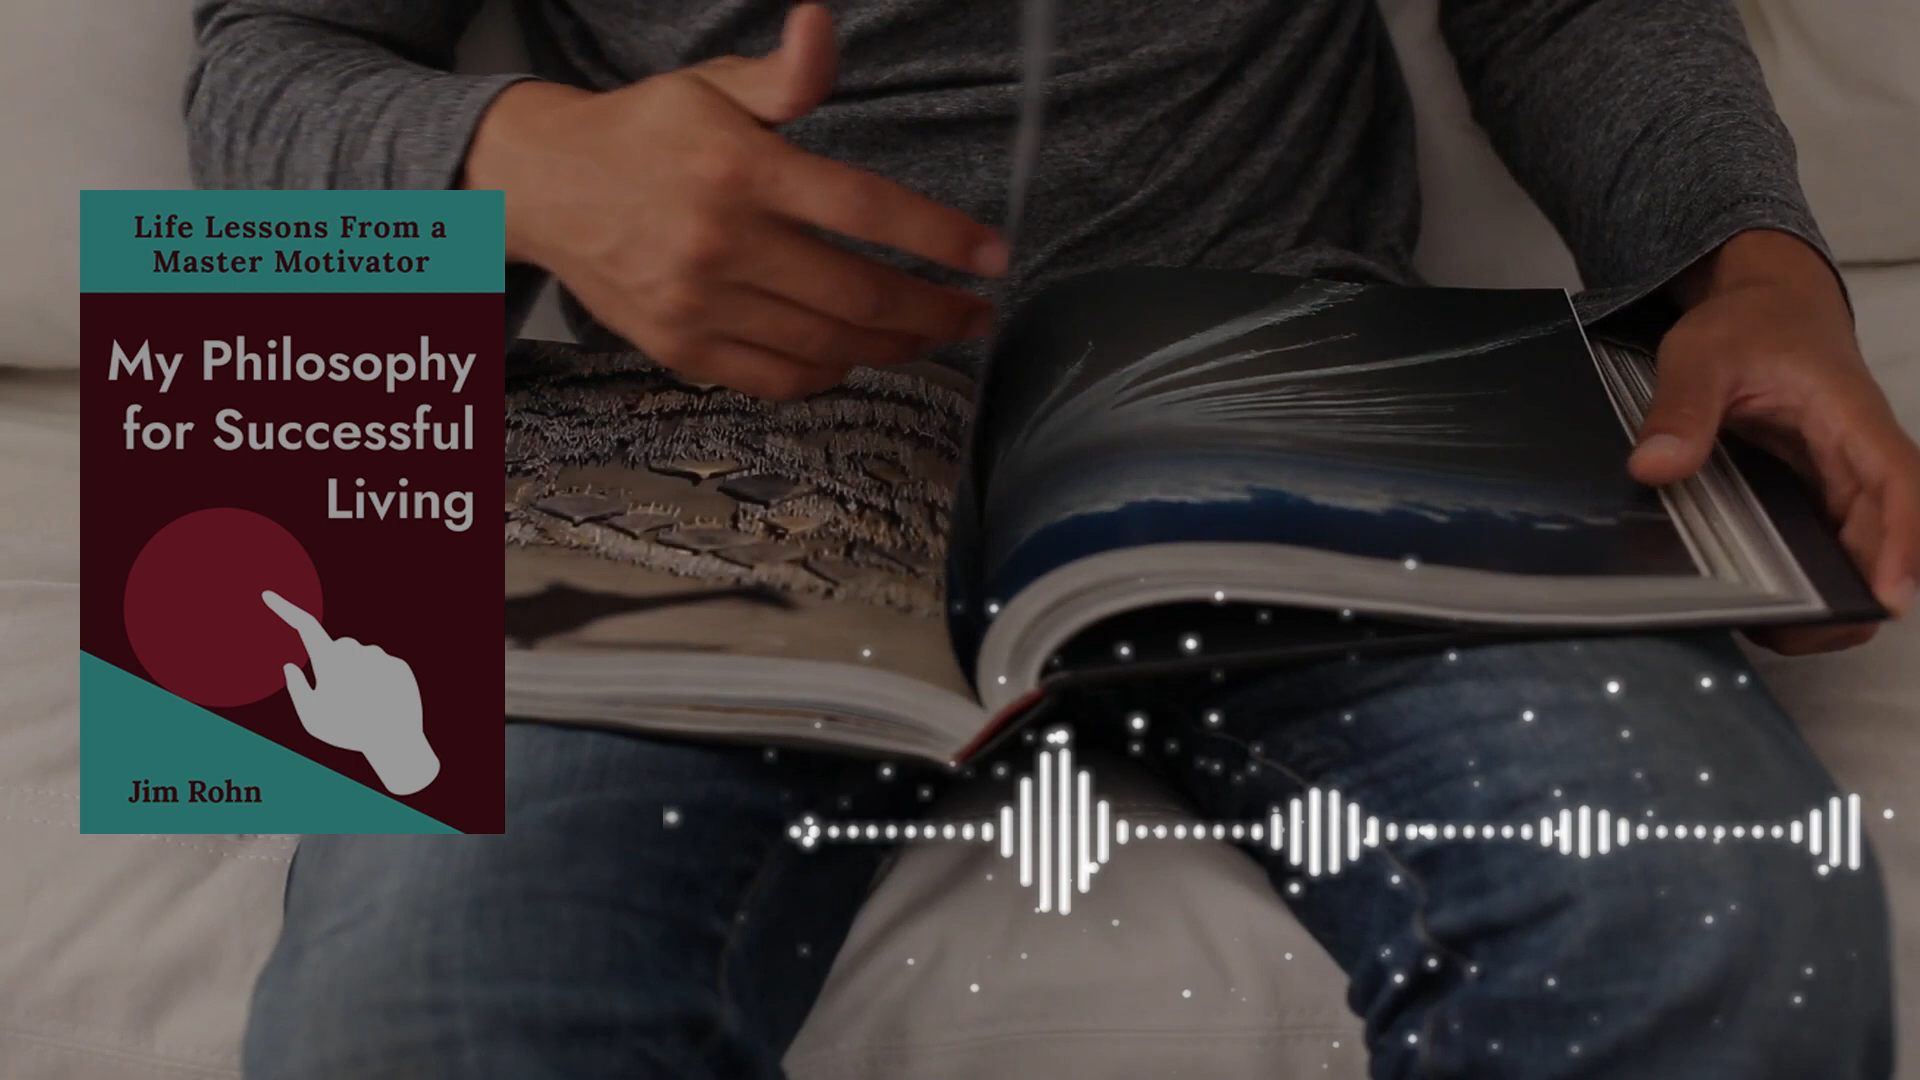 Life Lessons From a
Master Motivator
My Philosophy
for Successful
Living
Jim Rohn